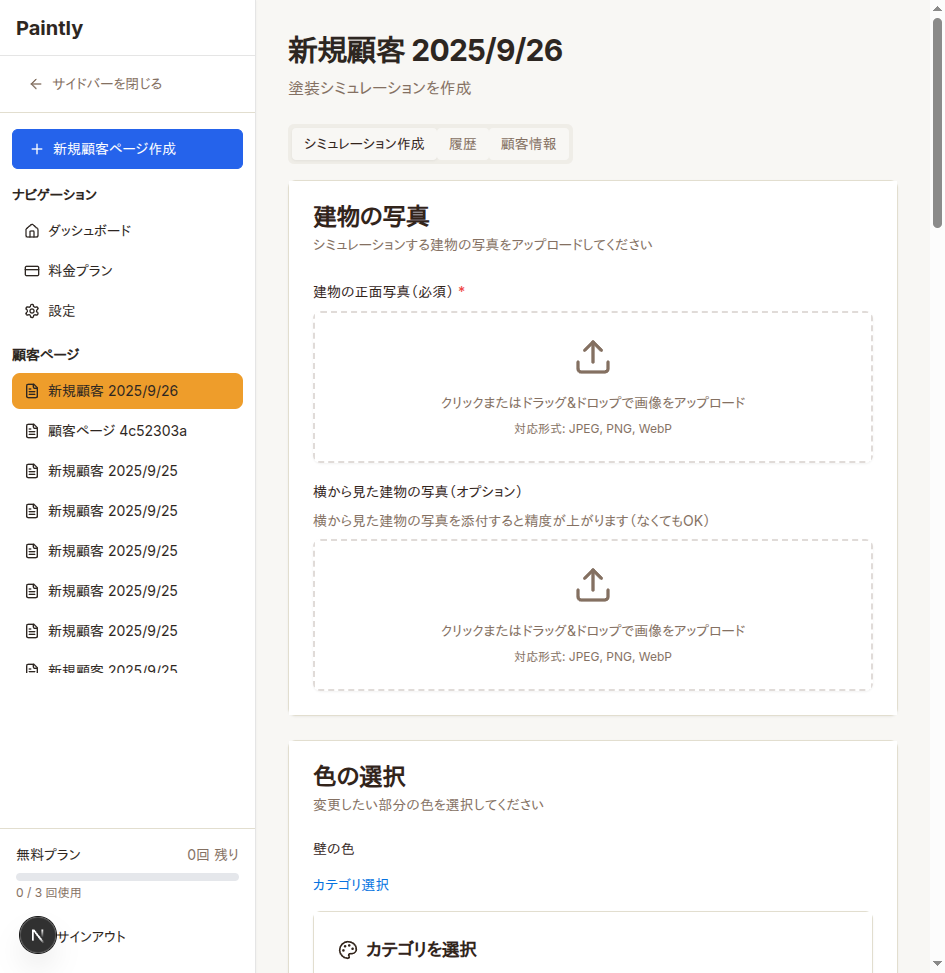 Paintly
サイドバーを閉じる
新規顧客ページ作成
ナビゲーション
ダッシュボード
料金プラン
設定
顧客ページ
新規顧客 2025/9/26
顧客ページ 4c52303a
新規顧客 2025/9/25
新規顧客 2025/9/25
新規顧客 2025/9/25
新規顧客 2025/9/25
新規顧客 2025/9/25
新規顧客 2025/9/25
無料プラン 0回 残り
0 / 3 回使用
N
サインアウト
新規顧客 2025/9/26
塗装シミュレーションを作成
シミュレーション作成 履歴 顧客情報
建物の写真
シミュレーションする建物の写真をアップロードしてください
建物の正面写真（必須） *
クリックまたはドラッグ&ドロップで画像をアップロード
対応形式: JPEG, PNG, WebP
横から見た建物の写真（オプション）
横から見た建物の写真を添付すると精度が上がります（なくてもOK）
クリックまたはドラッグ&ドロップで画像をアップロード
対応形式: JPEG, PNG, WebP
色の選択
変更したい部分の色を選択してください
壁の色
カテゴリ選択
カテゴリを選択